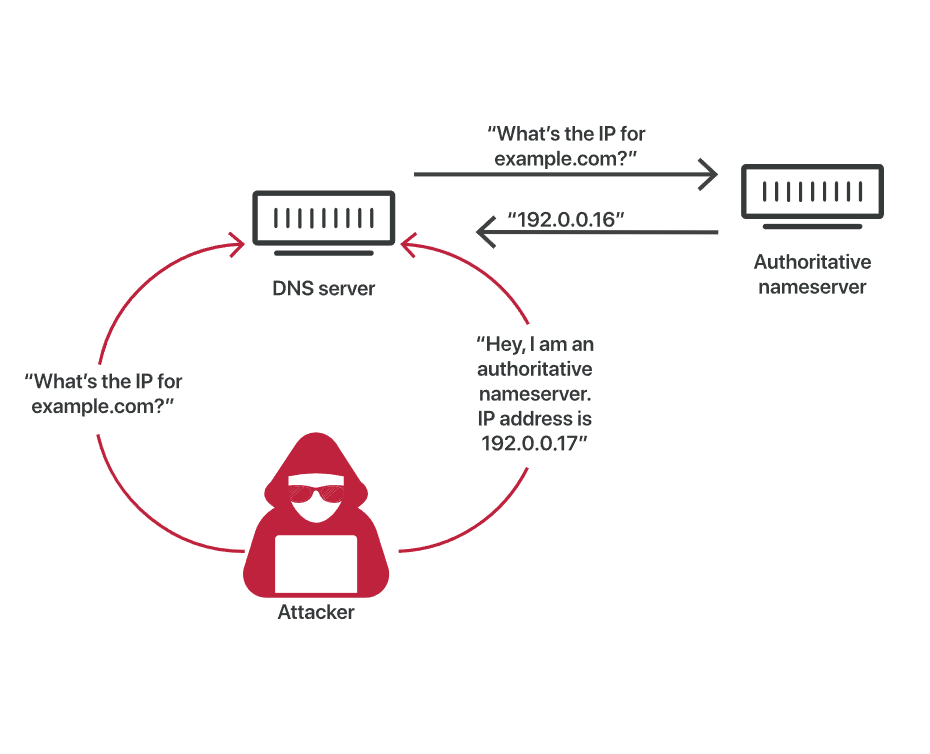 “What’s the IP for
example.com?”
“192.0.0.16”
Authoritative
nameserver
DNS server
“Hey, I am an
authoritative
nameserver.
IP address is
192.0.0.17”
“What’s the IP for
example.com?”
Attacker